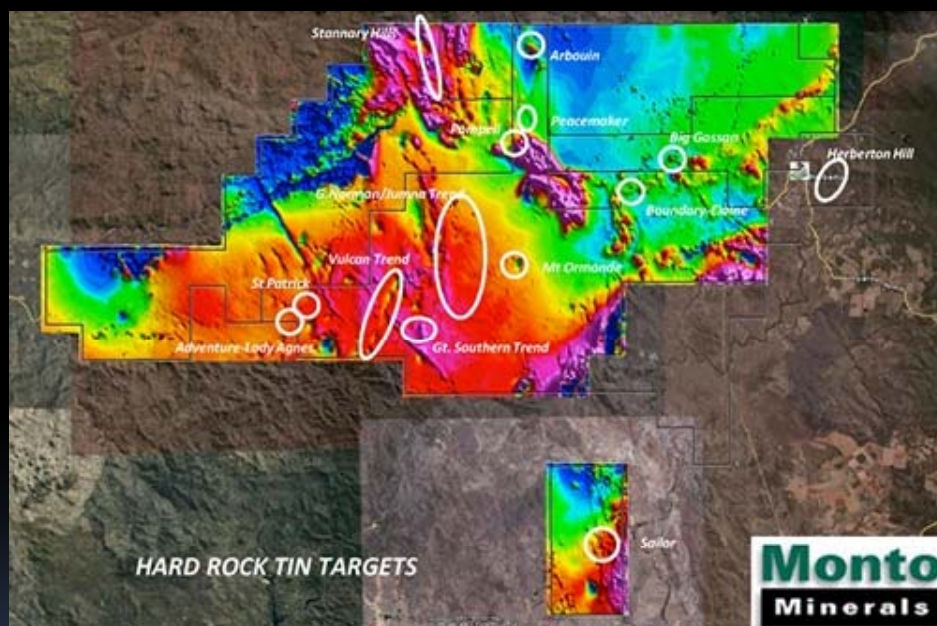 Stannary Hills
Arbouin
Peacemaker
Pompeii
Big Gossan
Herberton Hill
G.Norman/Jumna Trend
Boundary-Elaine
Vulcan Trend
Mt Ormonde
St Patrick
Adventure-Lady Agnes
Gt. Southern Trend
Sailor
HARD ROCK TIN TARGETS
Monto
Minerals